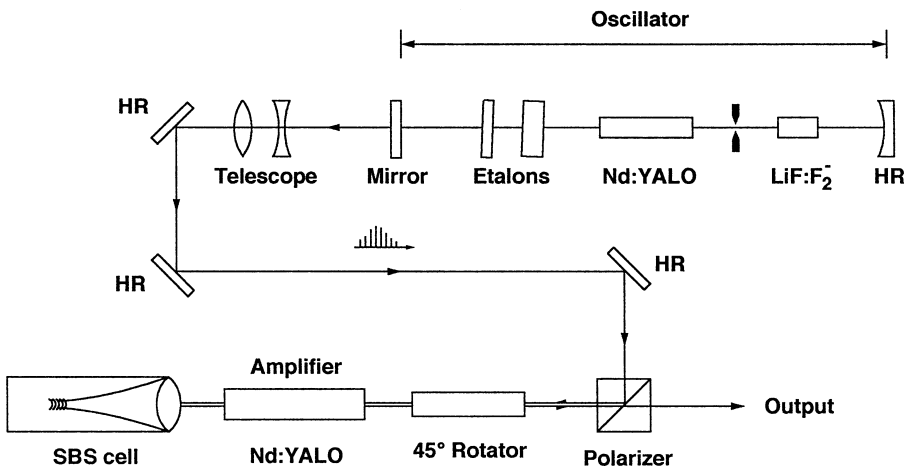 Oscillator
HR
Telescope
Mirror
Etalons
Nd:YALO
LiF:F₂⁻
HR
HR
HR
Amplifier
Output
SBS cell
Nd:YALO
45° Rotator
Polarizer